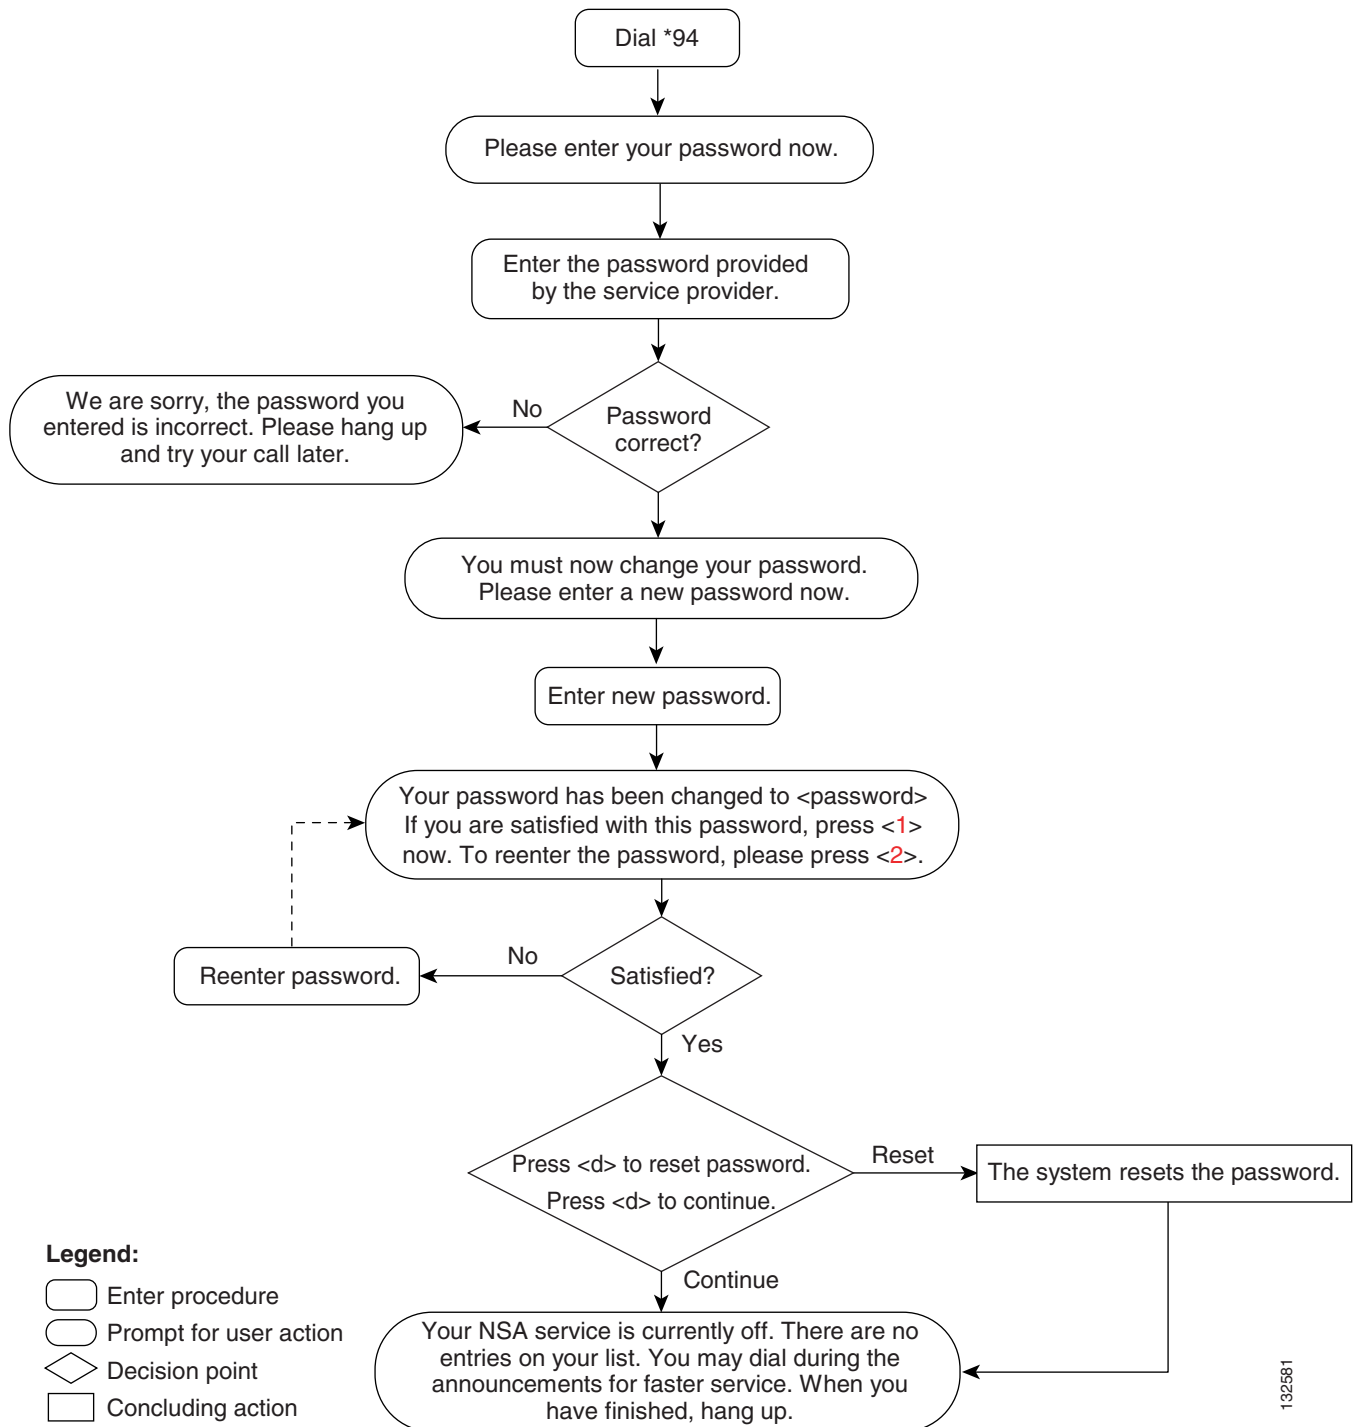 Dial *94
Please enter your password now.
Enter the password provided
by the service provider.
We are sorry, the password you
entered is incorrect. Please hang up
and try your call later.
No
Password
correct?
You must now change your password.
Please enter a new password now.
Enter new password.
Your password has been changed to <password>
If you are satisfied with this password, press <1>
now. To reenter the password, please press <2>.
Reenter password.
No
Satisfied?
Yes
Press <d> to reset password.
Press <d> to continue.
Reset
The system resets the password.
Continue
Your NSA service is currently off. There are no
entries on your list. You may dial during the
announcements for faster service. When you
have finished, hang up.
Legend:
Enter procedure
Prompt for user action
Decision point
Concluding action
132581